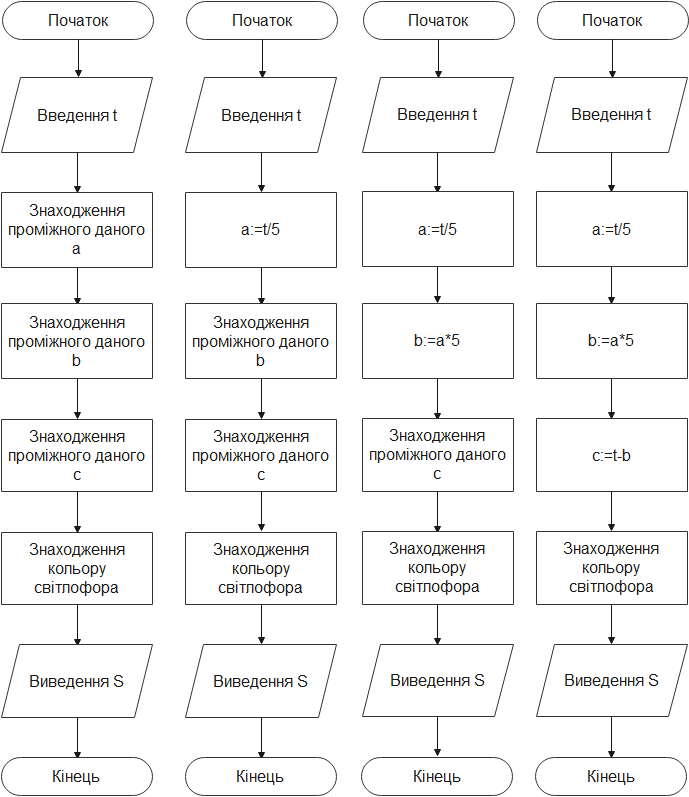 Початок
Введення t
Знаходження
проміжного даного
a
Знаходження
проміжного даного
b
Знаходження
проміжного даного
c
Знаходження
кольору
світлофора
Виведення S
Кінець
Початок
Введення t
a:=t/5
Знаходження
проміжного даного
b
Знаходження
проміжного даного
c
Знаходження
кольору
світлофора
Виведення S
Кінець
Початок
Введення t
a:=t/5
b:=a*5
Знаходження
проміжного даного
c
Знаходження
кольору
світлофора
Виведення S
Кінець
Початок
Введення t
a:=t/5
b:=a*5
c:=t-b
Знаходження
кольору
світлофора
Виведення S
Кінець